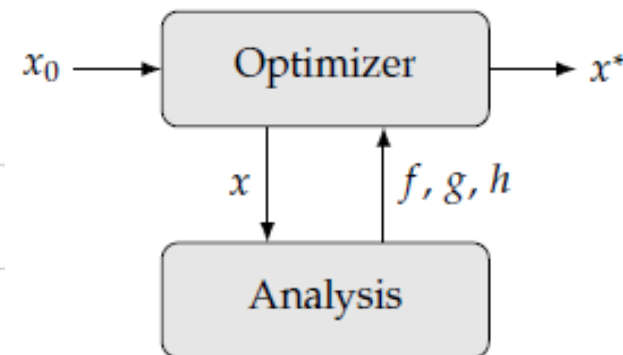 x₀ Optimizer x*
x f, g, h
Analysis